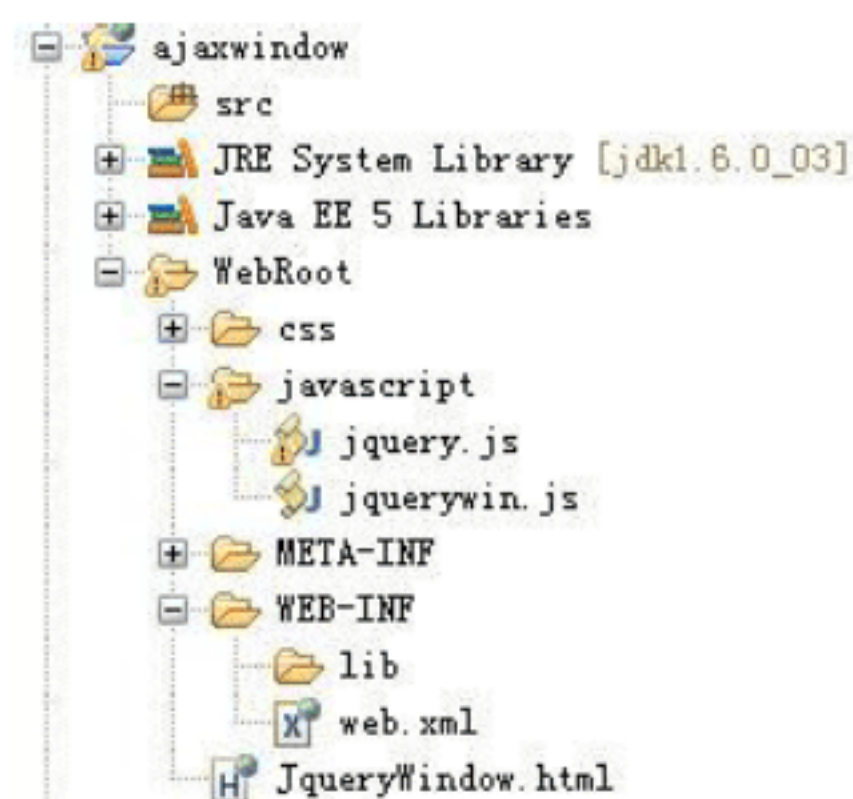 ajaxwindow
src
JRE System Library [jdk1.6.0_03]
Java EE 5 Libraries
WebRoot
css
javascript
jquery.js
jquerywin.js
META-INF
WEB-INF
lib
web.xml
JqueryWindow.html